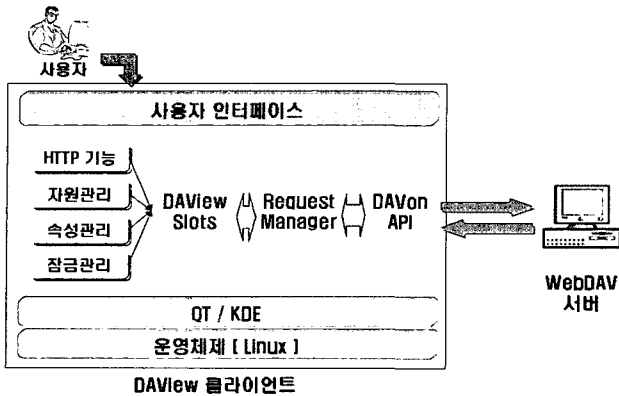 사용자
사용자 인터페이스
HTTP 기능
자원관리
속성관리
잠금관리
DAView
Slots
Request
Manager
DAVon
API
WebDAV
서버
QT / KDE
운영체제 [ Linux ]
DAView 클라이언트